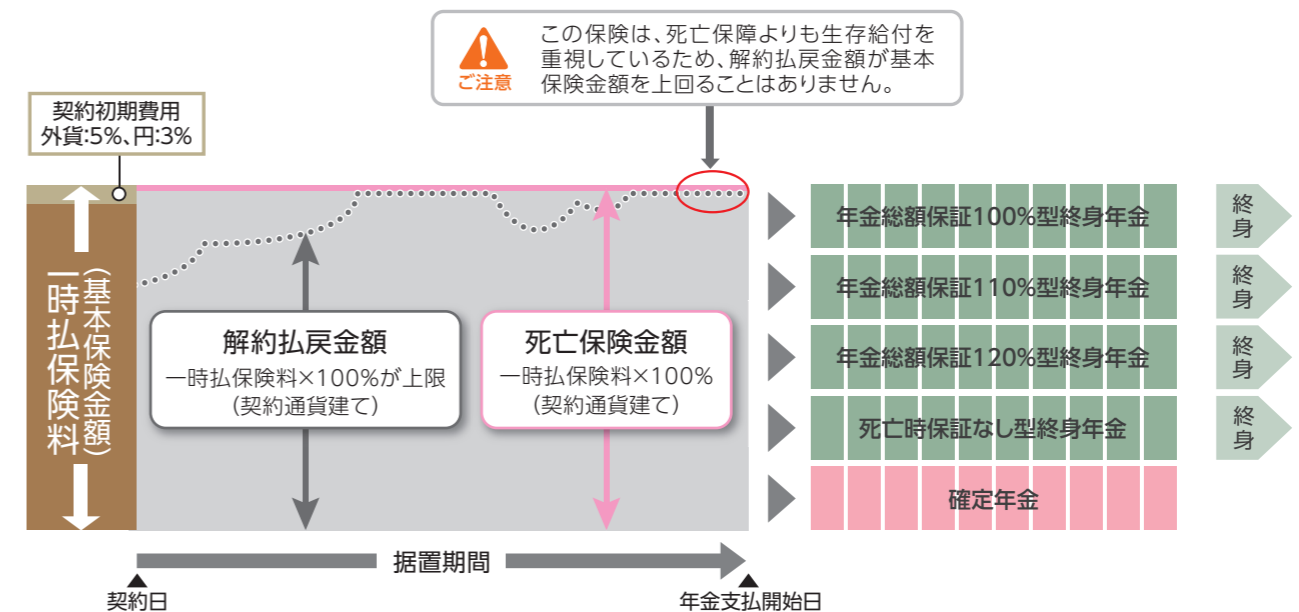 この保険は、死亡保障よりも生存給付を
重視しているため、解約払戻金額が基本
保険金額を上回ることはありません。
ご注意
契約初期費用
外貨:5%、円:3%
一時払保険料
(基本保険金額)
解約払戻金額
一時払保険料×100%が上限
(契約通貨建て)
死亡保険金額
一時払保険料×100%
(契約通貨建て)
年金総額保証100%型終身年金
終身
年金総額保証110%型終身年金
終身
年金総額保証120%型終身年金
終身
死亡時保証なし型終身年金
終身
確定年金
据置期間
契約日
年金支払開始日